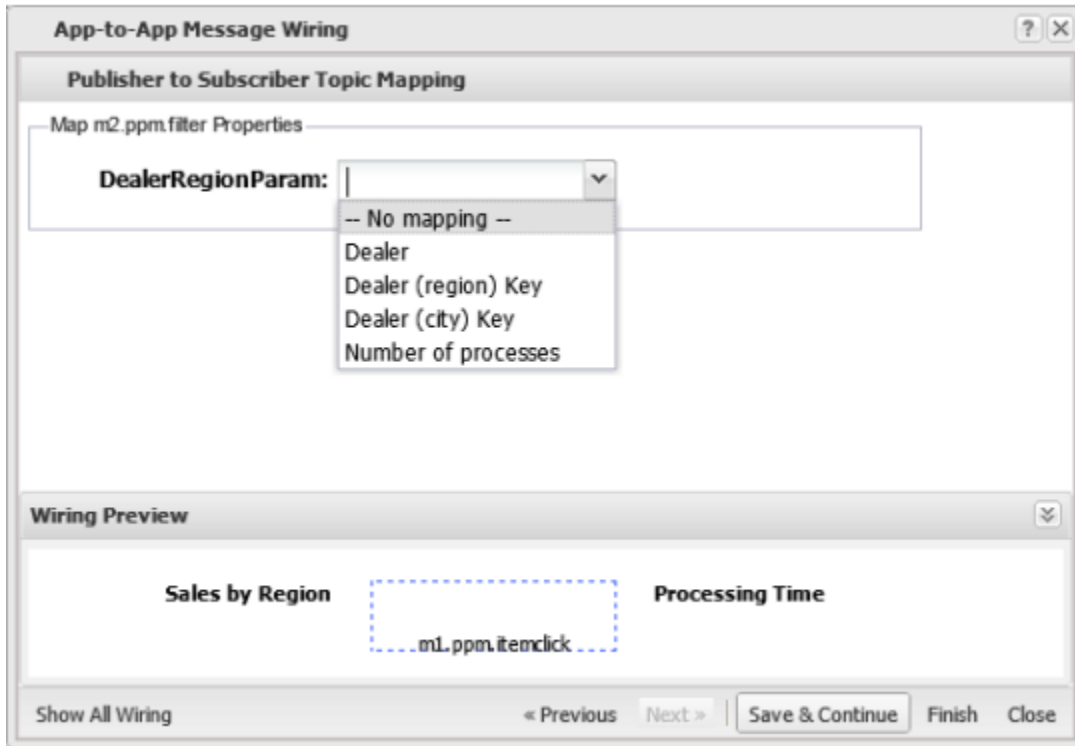 App-to-App Message Wiring
?
Publisher to Subscriber Topic Mapping
Map m2.ppm.filter Properties
DealerRegionParam:
-- No mapping --
Dealer
Dealer (region) Key
Dealer (city) Key
Number of processes
Wiring Preview
Sales by Region
Processing Time
m1.ppm.itemclick
Show All Wiring « Previous Next » Save & Continue Finish Close